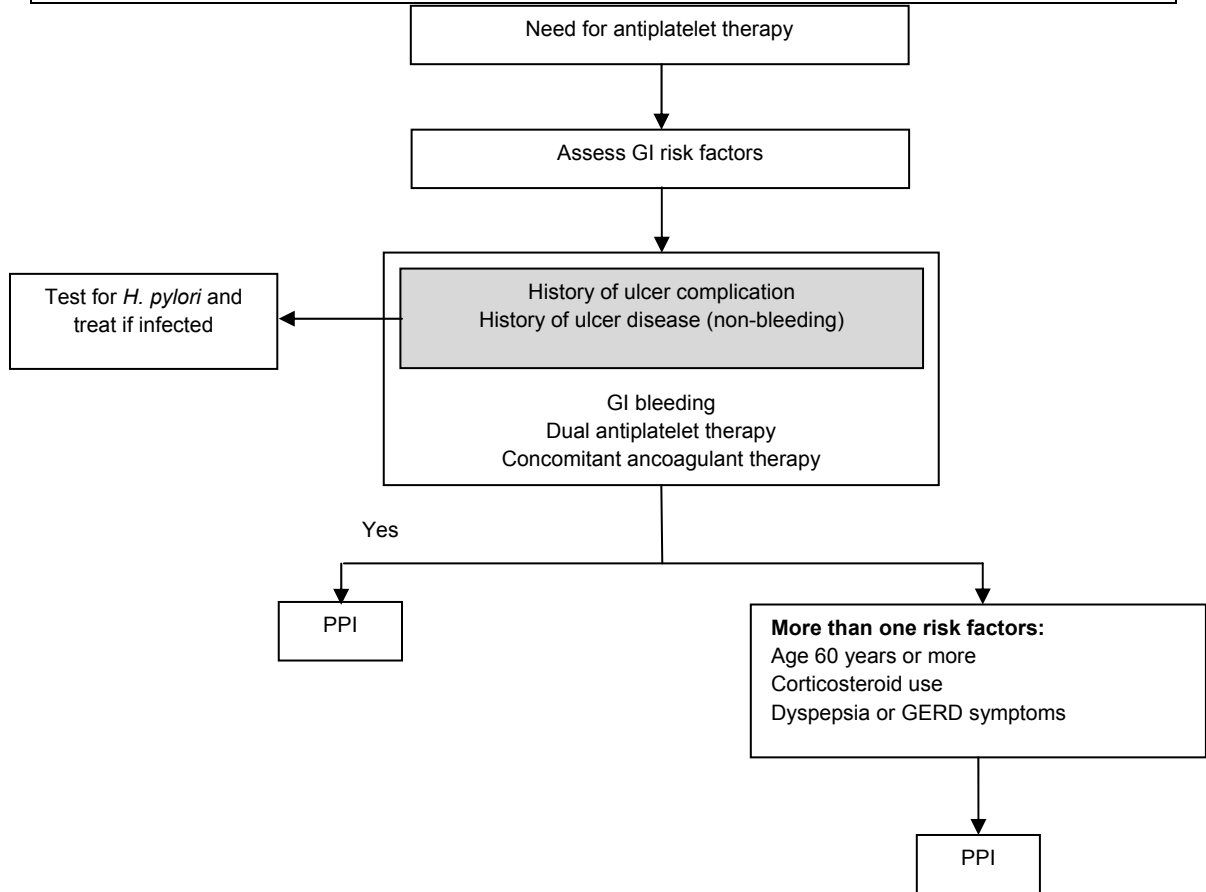 Need for antiplatelet therapy
Assess GI risk factors
Test for H. pylori and
treat if infected
History of ulcer complication
History of ulcer disease (non-bleeding)
GI bleeding
Dual antiplatelet therapy
Concomitant ancoagulant therapy
Yes
PPI
More than one risk factors:
Age 60 years or more
Corticosteroid use
Dyspepsia or GERD symptoms
PPI